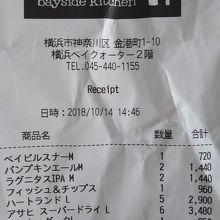 bayside kitchen
横浜市神奈川区 金港町1-10
横浜ベイクォーター２階
TEL.045-440-1155
Receipt
日時：2018/10/14 14:46
商品名 数量 合計
ベイピルスナーM 1 720
パンプキンエールM 2 1,440
ラグニタスIPA M 2 1,440
フィッシュ＆チップス 1 960
ハートランド L 5 2,900
アサヒ スーパードライ L 6 3,480